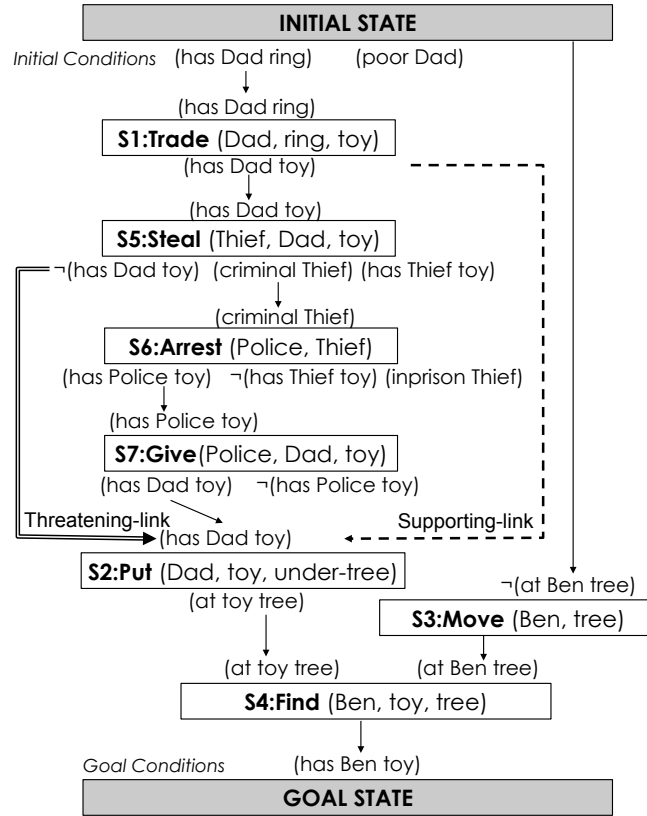 INITIAL STATE
Initial Conditions (has Dad ring) (poor Dad)
(has Dad ring)
S1:Trade (Dad, ring, toy)
(has Dad toy)
(has Dad toy)
S5:Steal (Thief, Dad, toy)
¬(has Dad toy) (criminal Thief) (has Thief toy)
(criminal Thief)
S6:Arrest (Police, Thief)
(has Police toy) ¬(has Thief toy) (inprison Thief)
(has Police toy)
S7:Give(Police, Dad, toy)
(has Dad toy) ¬(has Police toy)
Threatening-link Supporting-link
(has Dad toy)
S2:Put (Dad, toy, under-tree)
¬(at Ben tree)
(at toy tree)
S3:Move (Ben, tree)
(at toy tree) (at Ben tree)
S4:Find (Ben, toy, tree)
Goal Conditions (has Ben toy)
GOAL STATE